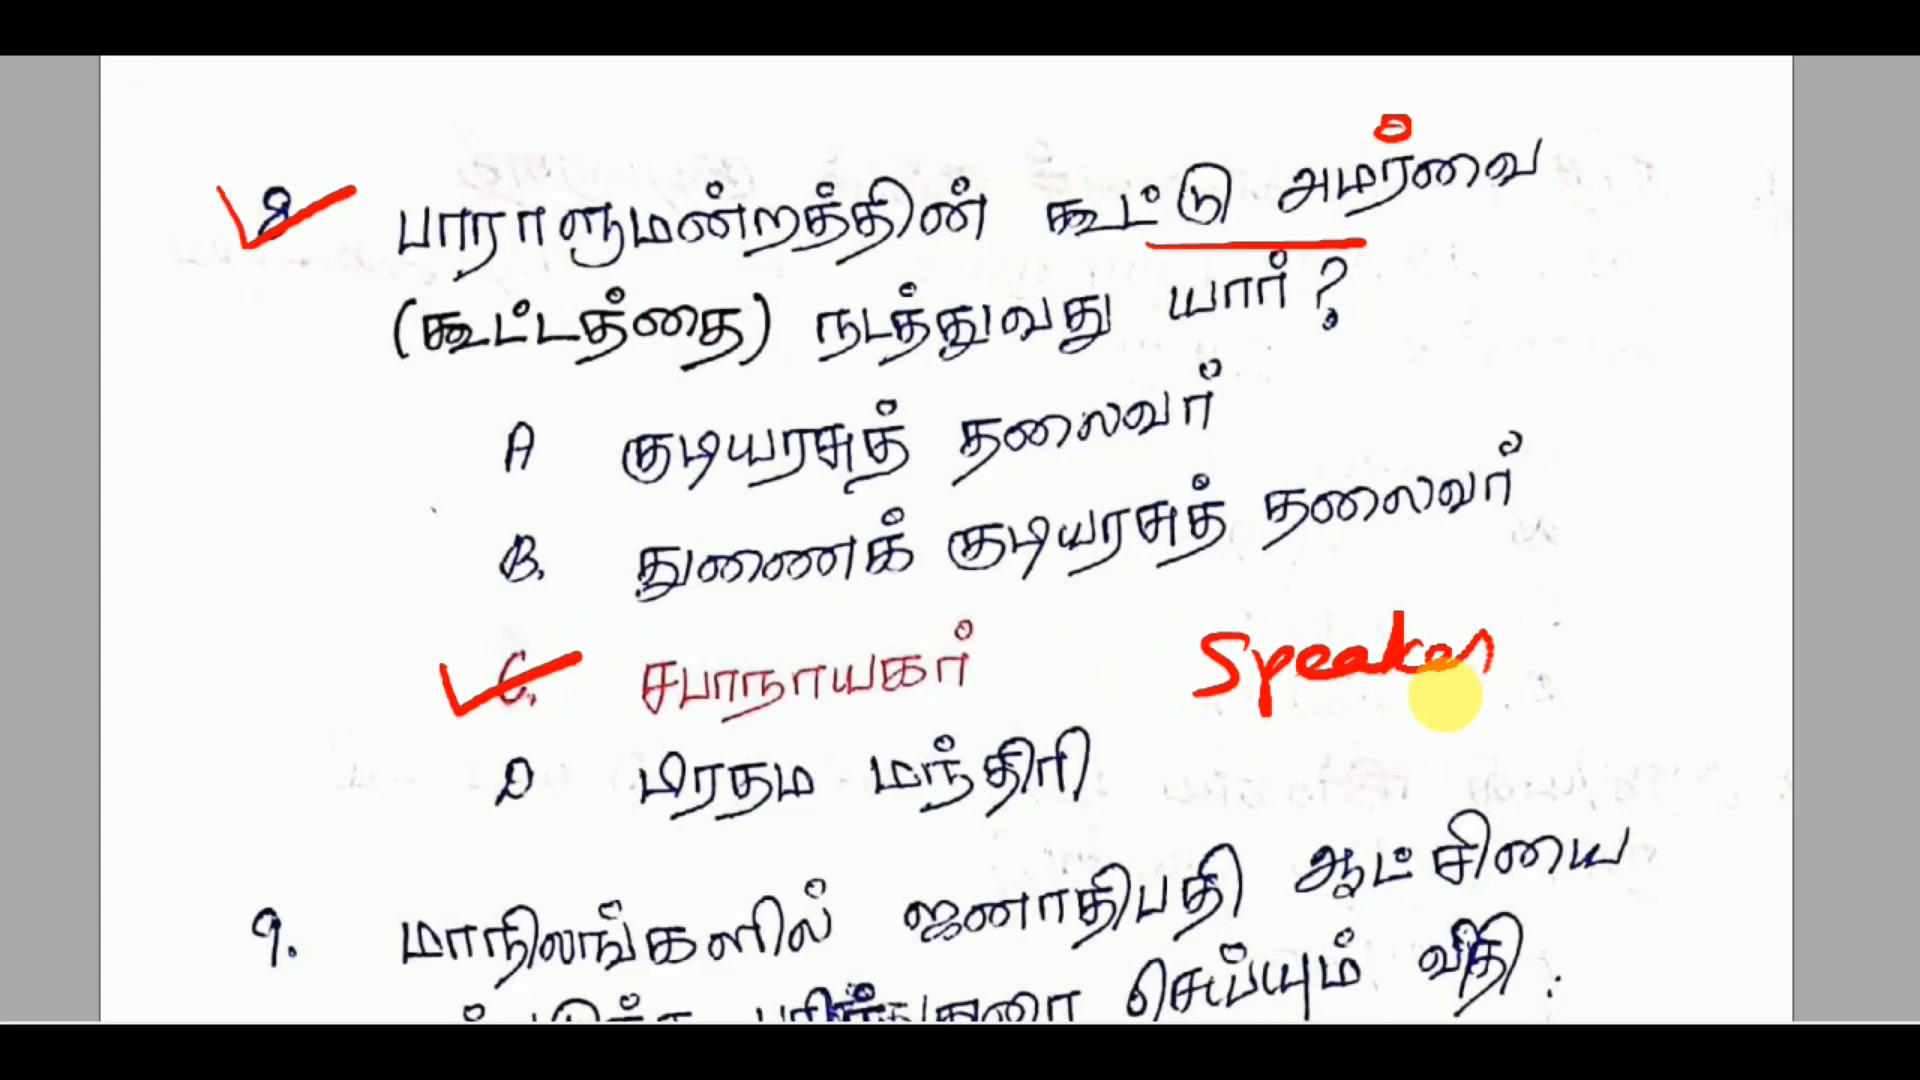 8 பாராளுமன்றத்தின் கூட்டு அமர்வை
(கூட்டத்தை) நடத்துவது யார்?
A குடியரசுத் தலைவர்
B. துணைக் குடியரசுத் தலைவர்
C. சபாநாயகர் Speaker
D பிரதம மந்திரி
9. மாநிலங்களில் ஜனாதிபதி ஆட்சியை
செய்யும் வீதி.